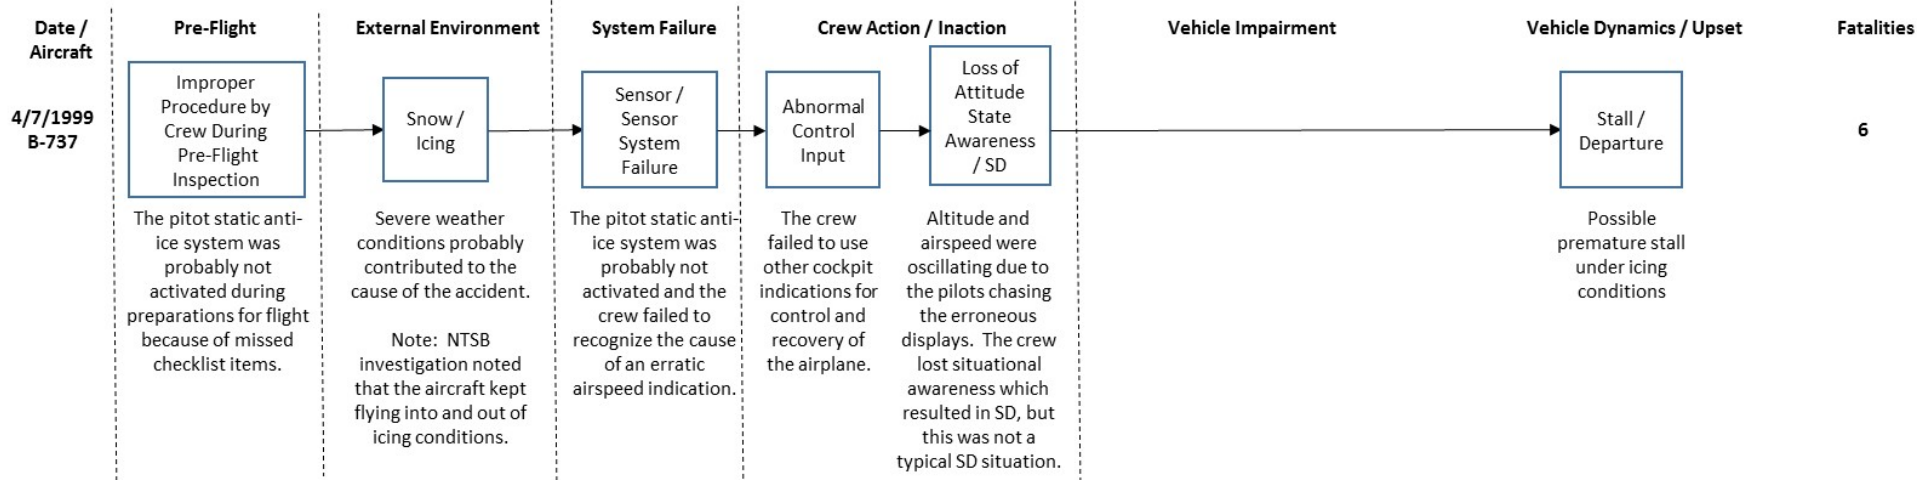 Date /
Aircraft
Pre-Flight
External Environment
System Failure
Crew Action / Inaction
Vehicle Impairment
Vehicle Dynamics / Upset
Fatalities
4/7/1999
B-737
Improper
Procedure by
Crew During
Pre-Flight
Inspection
Snow /
Icing
Sensor /
Sensor
System
Failure
Abnormal
Control
Input
Loss of
Attitude
State
Awareness
/ SD
Stall /
Departure
6
The pitot static anti-
ice system was
probably not
activated during
preparations for flight
because of missed
checklist items.
Severe weather
conditions probably
contributed to the
cause of the accident.
Note:  NTSB
investigation noted
that the aircraft kept
flying into and out of
icing conditions.
The pitot static anti-
ice system was
probably not
activated and the
crew failed to
recognize the cause
of an erratic
airspeed indication.
The crew
failed to use
other cockpit
indications for
control and
recovery of
the airplane.
Altitude and
airspeed were
oscillating due to
the pilots chasing
the erroneous
displays.  The crew
lost situational
awareness which
resulted in SD, but
this was not a
typical SD situation.
Possible
premature stall
under icing
conditions